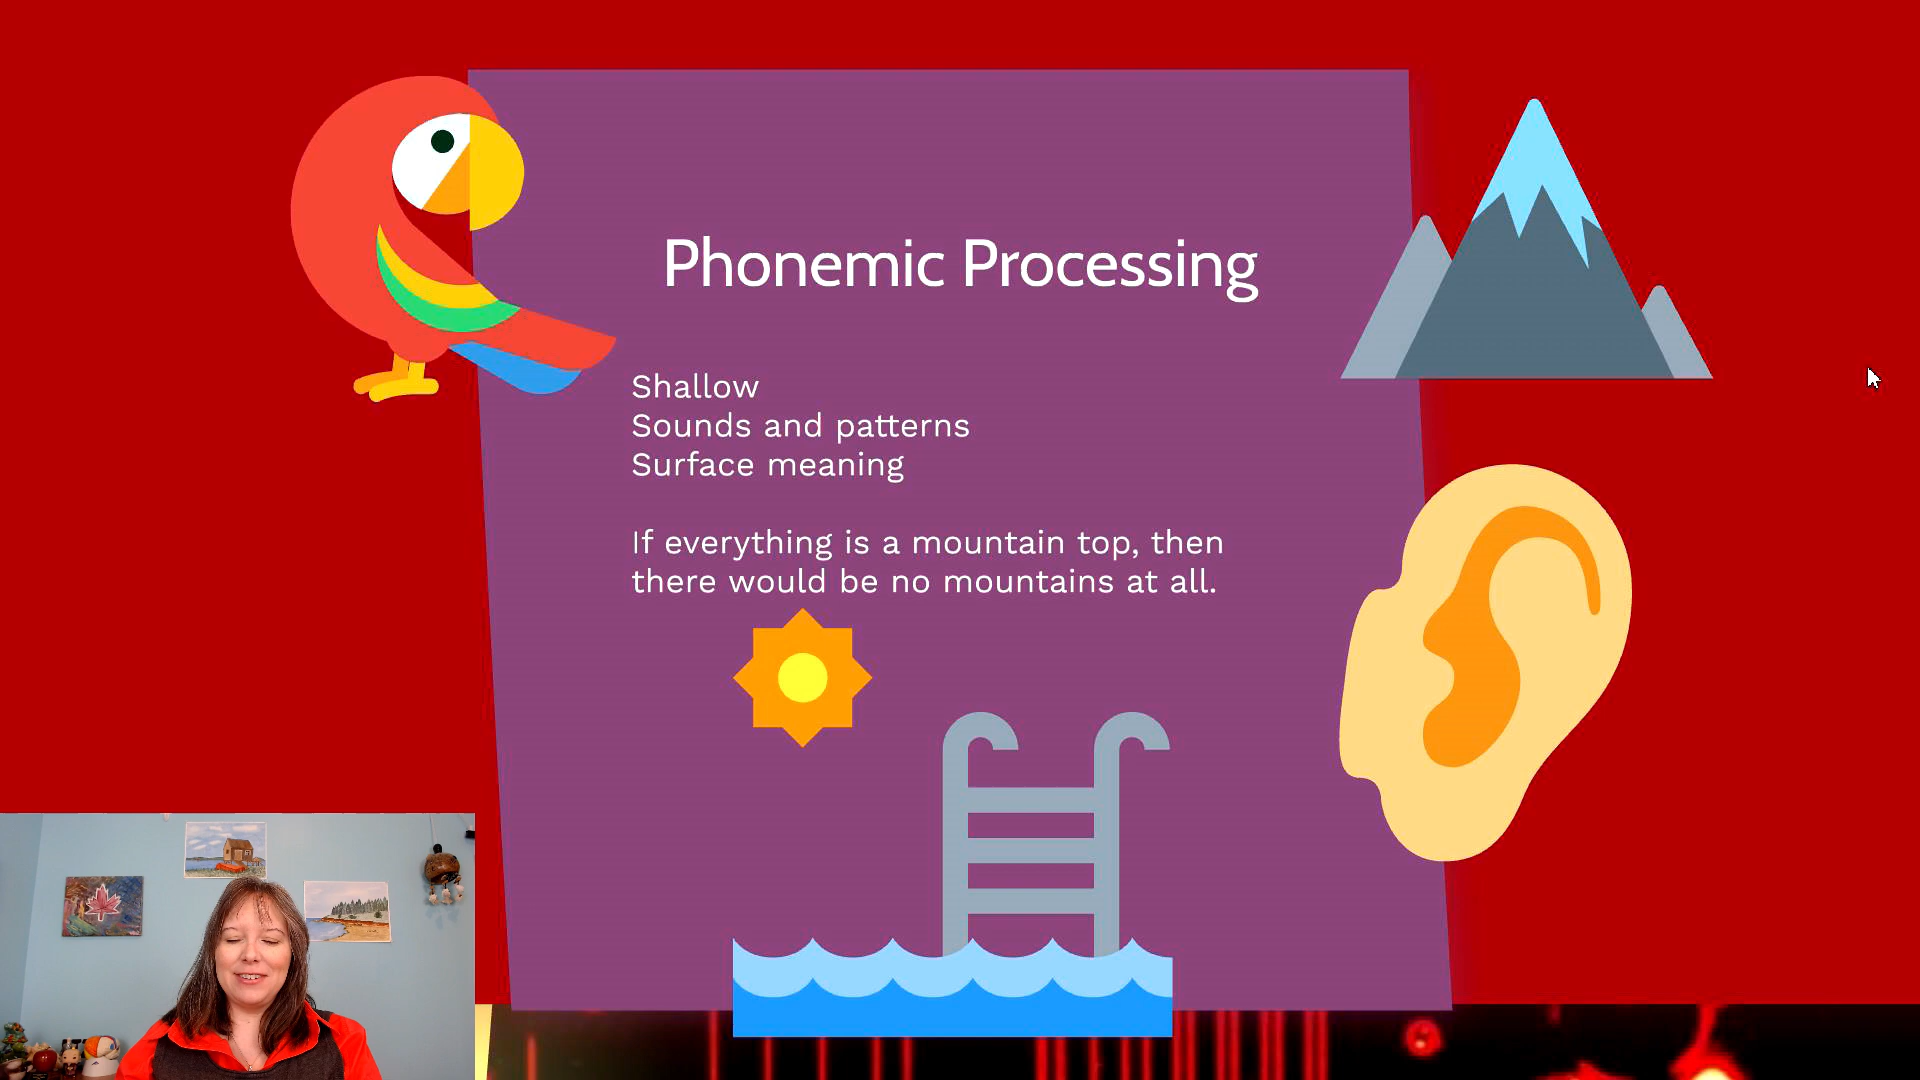 Phonemic Processing
Shallow
Sounds and patterns
Surface meaning
If everything is a mountain top, then
there would be no mountains at all.